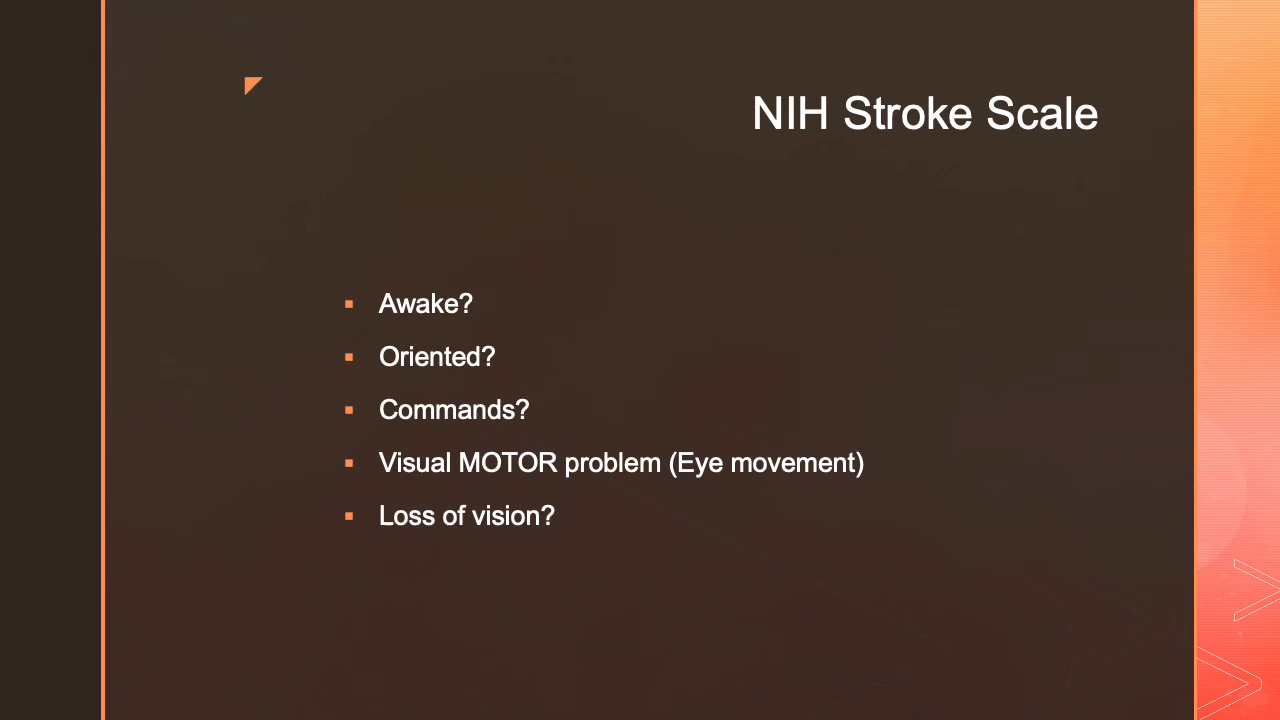 NIH Stroke Scale
Awake?
Oriented?
Commands?
Visual MOTOR problem (Eye movement)
Loss of vision?